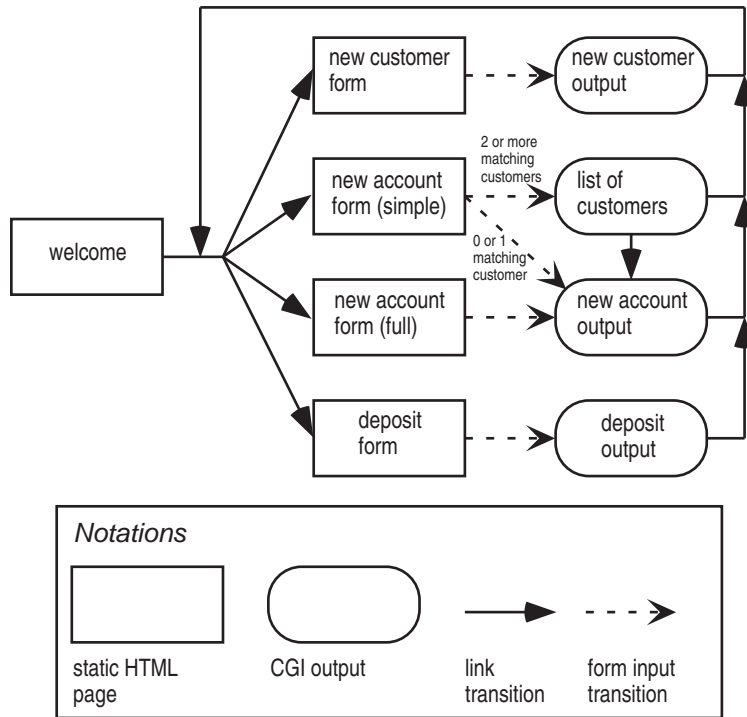 new customer
form
new customer
output
2 or more
matching
customers
new account
form (simple)
list of
customers
welcome
0 or 1
matching
customer
new account
form (full)
new account
output
deposit
form
deposit
output
Notations
static HTML
page
CGI output
link
transition
form input
transition